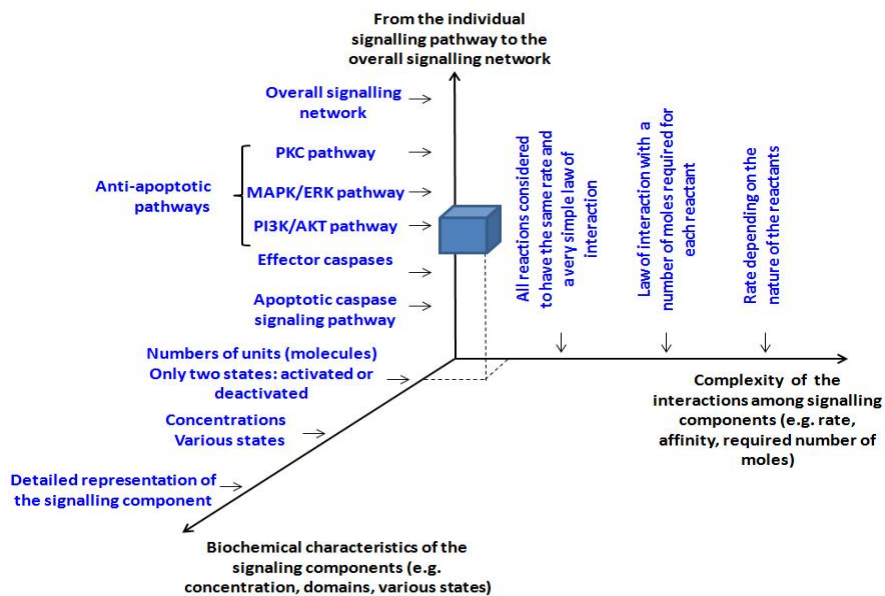 From the individual
signalling pathway to the
overall signalling network
Overall signalling
network
PKC pathway
Anti-apoptotic
pathways
MAPK/ERK pathway
PI3K/AKT pathway
Effector caspases
Apoptotic caspase
signaling pathway
All reactions considered
to have the same rate and
a very simple law of
interaction
Law of interaction with a
number of moles required for
each reactant
Rate depending on the
nature of the reactants
Numbers of units (molecules)
Only two states: activated or
deactivated
Concentrations
Various states
Detailed representation of
the signalling component
Complexity of the
interactions among signalling
components (e.g. rate,
affinity, required number of
moles)
Biochemical characteristics of the
signaling components (e.g.
concentration, domains, various states)